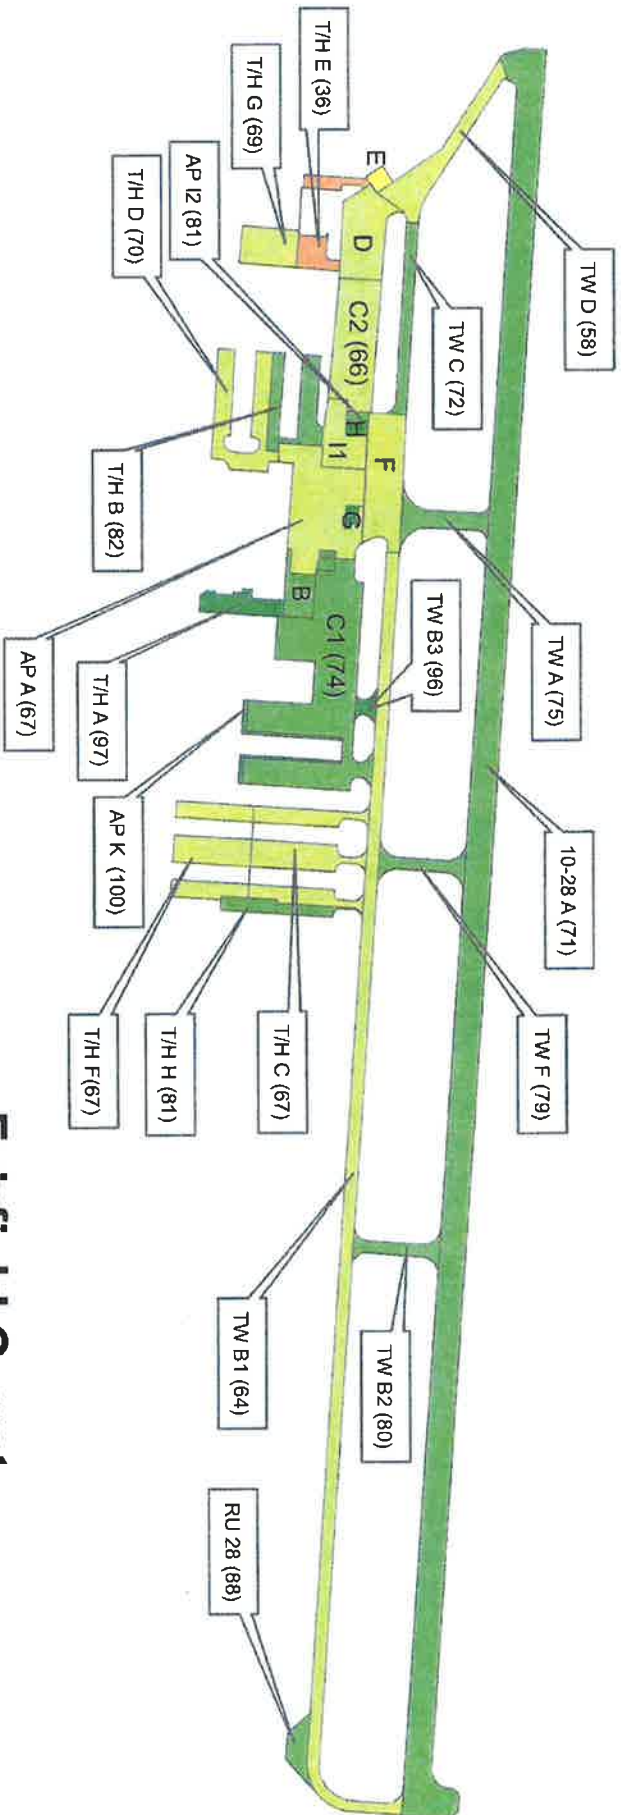 TW D (58)
TW C (72)
TW A (75)
10-28 A (71)
TW F (79)
TW B3 (96)
TW B2 (80)
TW B1 (64)
RU 28 (88)
T/H E (36)
T/H G (69)
AP I2 (81)
T/H D (70)
T/H B (82)
AP A (67)
T/H A (97)
AP K (100)
T/H F(67)
T/H H (81)
T/H C (67)
E
D
C2 (66)
H
I1
F
G
B
C1 (74)